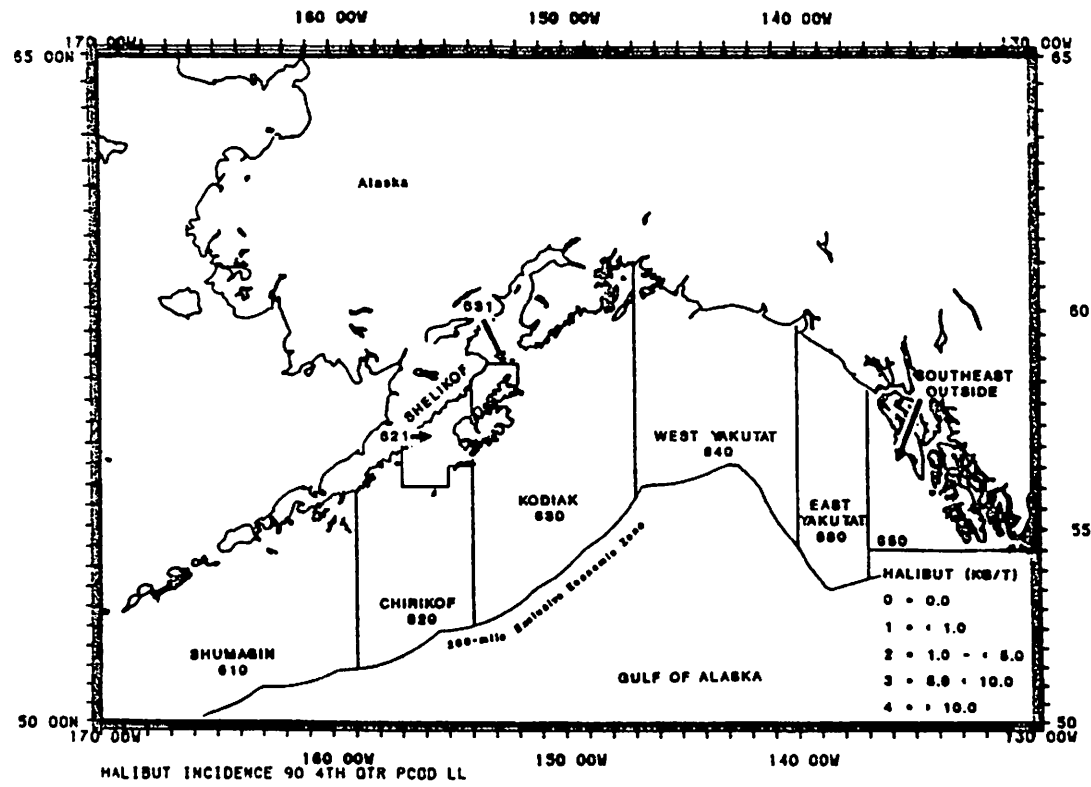 160 00W 150 00W 140 00W
170 00W 130 00W
65 00N 65
Alaska
60
631
SHELIKOF
SOUTHEAST
OUTSIDE
621
WEST YAKUTAT
640
KODIAK
630
EAST
YAKUTAT
680
55
650
HALIBUT (KG/T)
0 = 0.0
1 = < 1.0
2 = 1.0 - < 5.0
3 = 5.0 < 10.0
4 = > 10.0
CHIRIKOF
620
200-mile Exclusive Economic Zone
SHUMAGIN
610
GULF OF ALASKA
50 00N 50
170 00W 130 00W
160 00W 150 00W 140 00W
HALIBUT INCIDENCE 90 4TH QTR PCOD LL